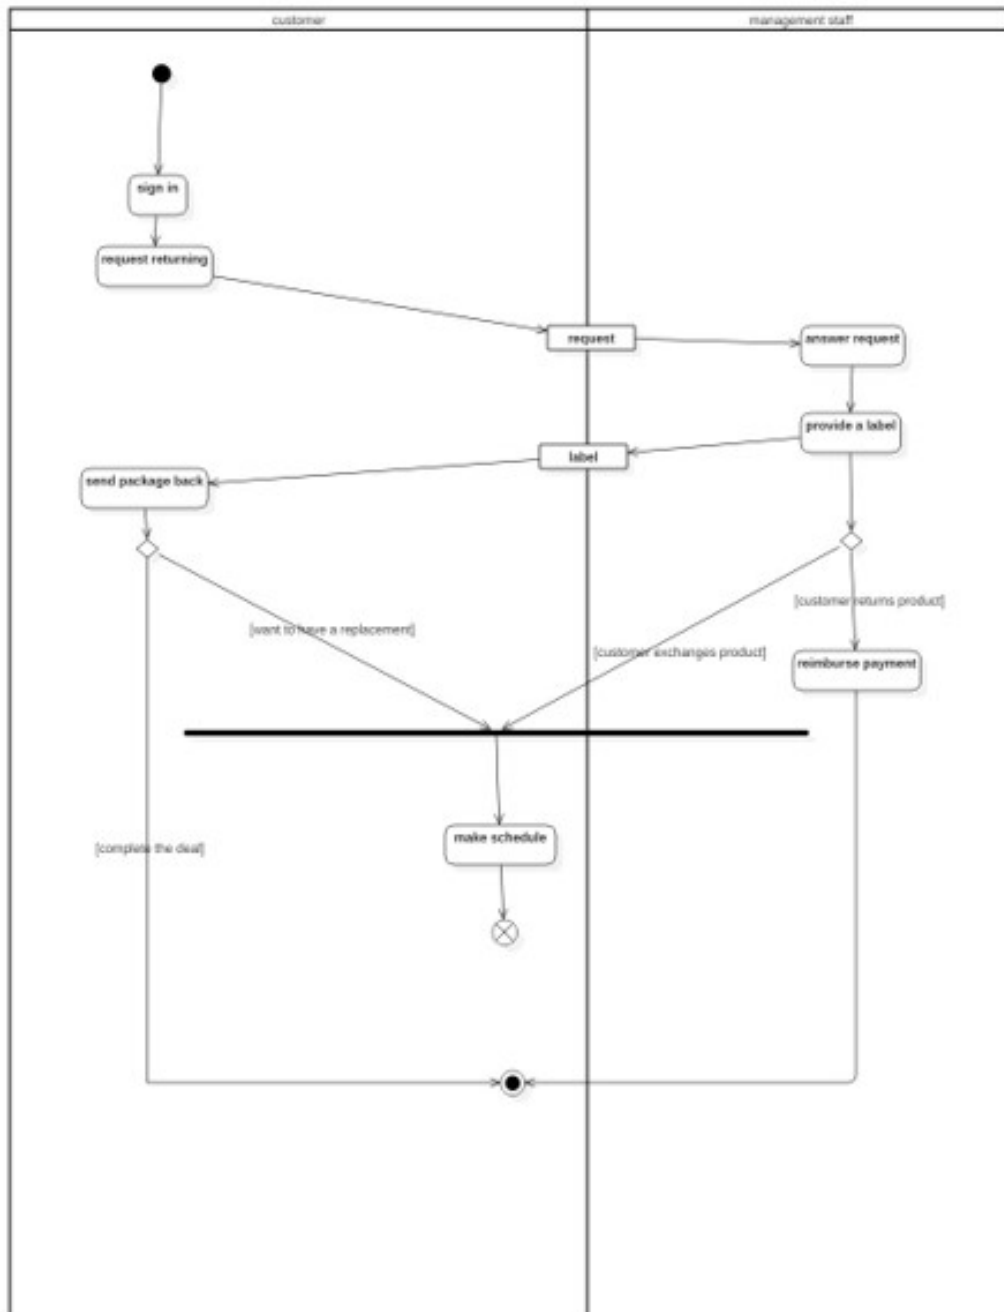 customer
management staff
sign in
request returning
request
answer request
provide a label
label
send package back
[customer returns product]
[want to have a replacement]
[customer exchanges product]
reimburse payment
make schedule
[complete the deal]